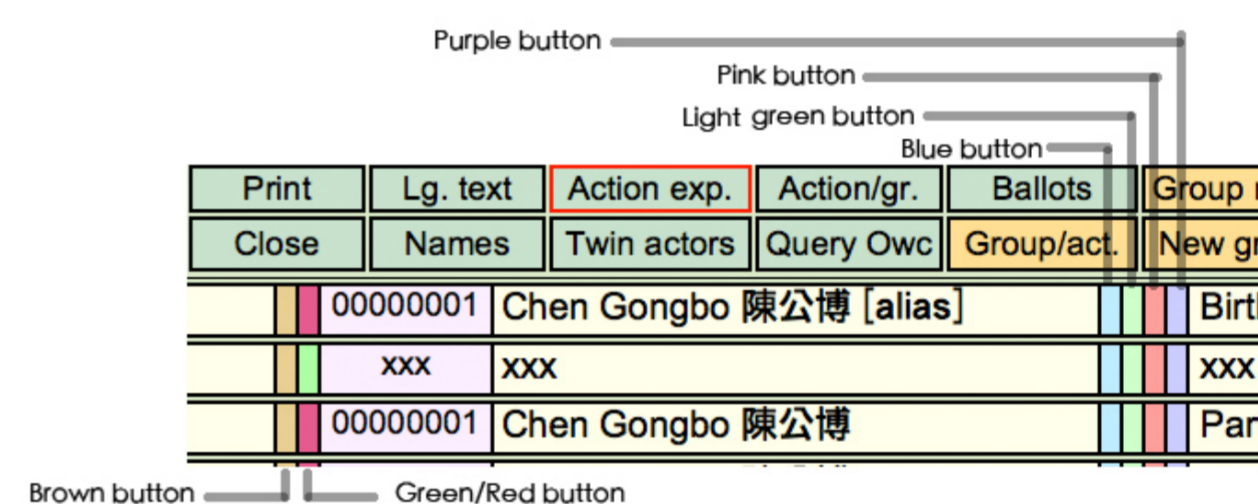 Purple button
Pink button
Light green button
Blue button
Print Lg. text Action exp. Action/gr. Ballots Group
Close Names Twin actors Query Owc Group/act. New
00000001 Chen Gongbo 陳公博 [alias]
xxx xxx xxx
00000001 Chen Gongbo 陳公博
Brown button Green/Red button